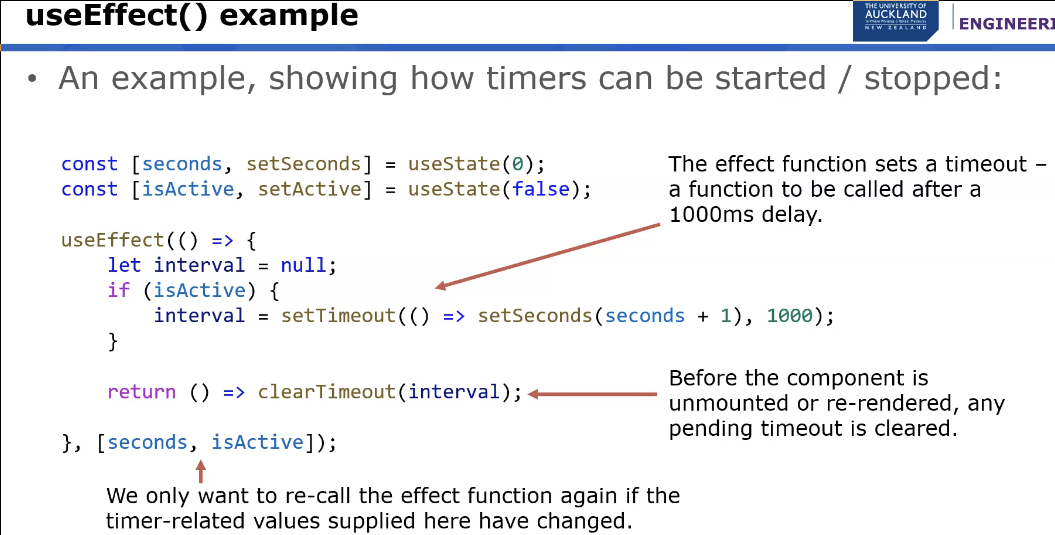 useEffect() example
THE UNIVERSITY OF
AUCKLAND
NEW ZEALAND
ENGINEERI
• An example, showing how timers can be started / stopped:
const [seconds, setSeconds] = useState(0);
const [isActive, setActive] = useState(false);
The effect function sets a timeout –
a function to be called after a
1000ms delay.
useEffect(() => {
let interval = null;
if (isActive) {
interval = setTimeout(() => setSeconds(seconds + 1), 1000);
}
return () => clearTimeout(interval);
Before the component is
unmounted or re-rendered, any
pending timeout is cleared.
}, [seconds, isActive]);
We only want to re-call the effect function again if the
timer-related values supplied here have changed.